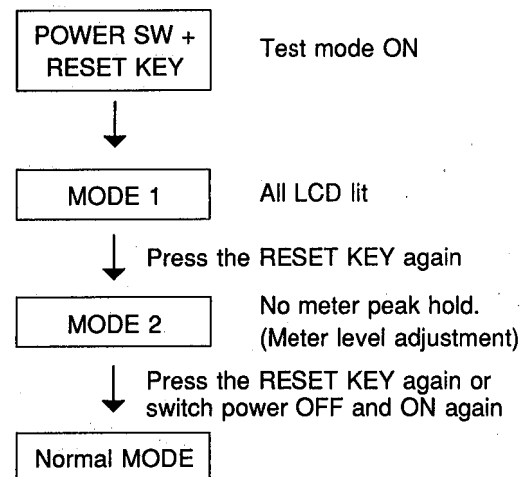 POWER SW +
RESET KEY
Test mode ON
MODE 1
All LCD lit
Press the RESET KEY again
MODE 2
No meter peak hold.
(Meter level adjustment)
Press the RESET KEY again or
switch power OFF and ON again
Normal MODE